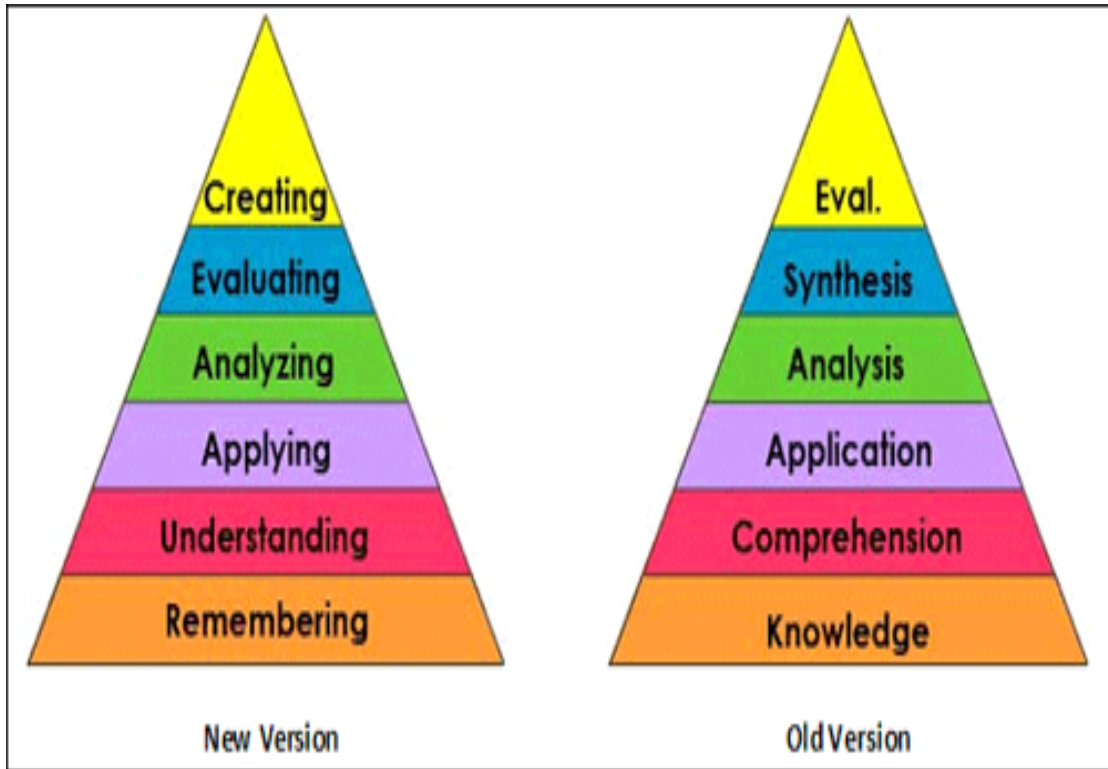 Creating
Evaluating
Analyzing
Applying
Understanding
Remembering
New Version
Eval.
Synthesis
Analysis
Application
Comprehension
Knowledge
Old Version